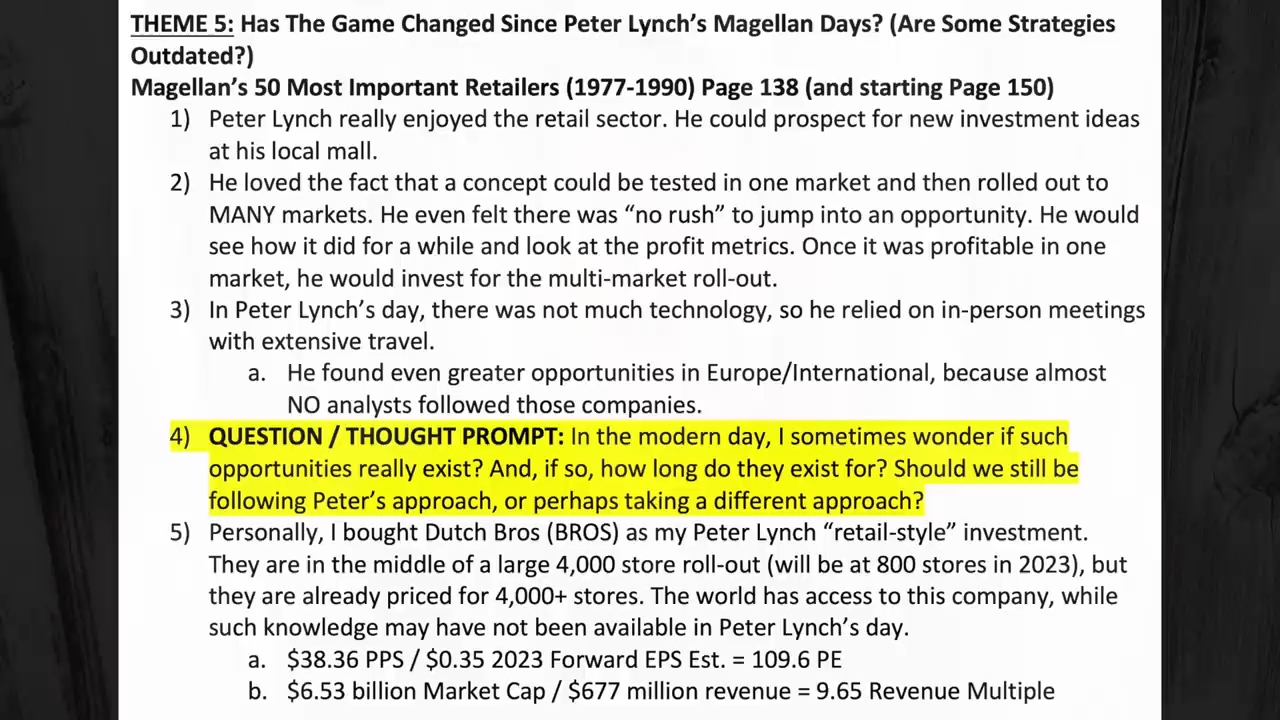 THEME 5: Has The Game Changed Since Peter Lynch’s Magellan Days? (Are Some Strategies
Outdated?)
Magellan’s 50 Most Important Retailers (1977-1990) Page 138 (and starting Page 150)
1) Peter Lynch really enjoyed the retail sector. He could prospect for new investment ideas
at his local mall.
2) He loved the fact that a concept could be tested in one market and then rolled out to
MANY markets. He even felt there was “no rush” to jump into an opportunity. He would
see how it did for a while and look at the profit metrics. Once it was profitable in one
market, he would invest for the multi-market roll-out.
3) In Peter Lynch’s day, there was not much technology, so he relied on in-person meetings
with extensive travel.
a. He found even greater opportunities in Europe/International, because almost
NO analysts followed those companies.
4) QUESTION / THOUGHT PROMPT: In the modern day, I sometimes wonder if such
opportunities really exist? And, if so, how long do they exist for? Should we still be
following Peter’s approach, or perhaps taking a different approach?
5) Personally, I bought Dutch Bros (BROS) as my Peter Lynch “retail-style” investment.
They are in the middle of a large 4,000 store roll-out (will be at 800 stores in 2023), but
they are already priced for 4,000+ stores. The world has access to this company, while
such knowledge may have not been available in Peter Lynch’s day.
a. $38.36 PPS / $0.35 2023 Forward EPS Est. = 109.6 PE
b. $6.53 billion Market Cap / $677 million revenue = 9.65 Revenue Multiple